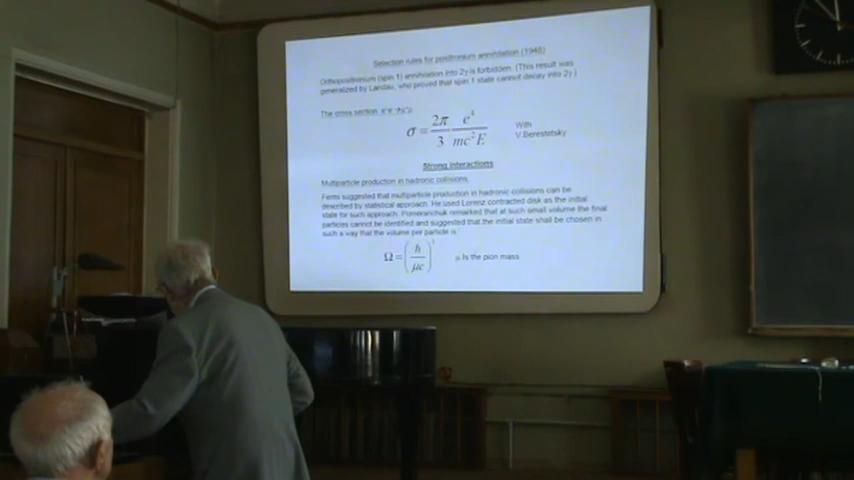 Selection rules for positronium annihilation (1948)
Orthopositronium (spin 1) annihilation into 2γ is forbidden. (This result was
generalized by Landau, who proved that spin 1 state cannot decay into 2γ.)
The cross section
σ = 2π/3 e⁴/mc²E
With
V.Berestetsky
Strong interactions
Multiparticle production in hadronic collisions.
Fermi suggested that multiparticle production in hadronic collisions can be
described by statistical approach. He used Lorenz contracted disk as the initial
state for such approach. Pomeranchuk remarked that at such small volume the final
particles cannot be identified and suggested that the initial state shall be chosen in
such a way that the volume per particle is
Ω = (ħ/μc)³ μ is the pion mass